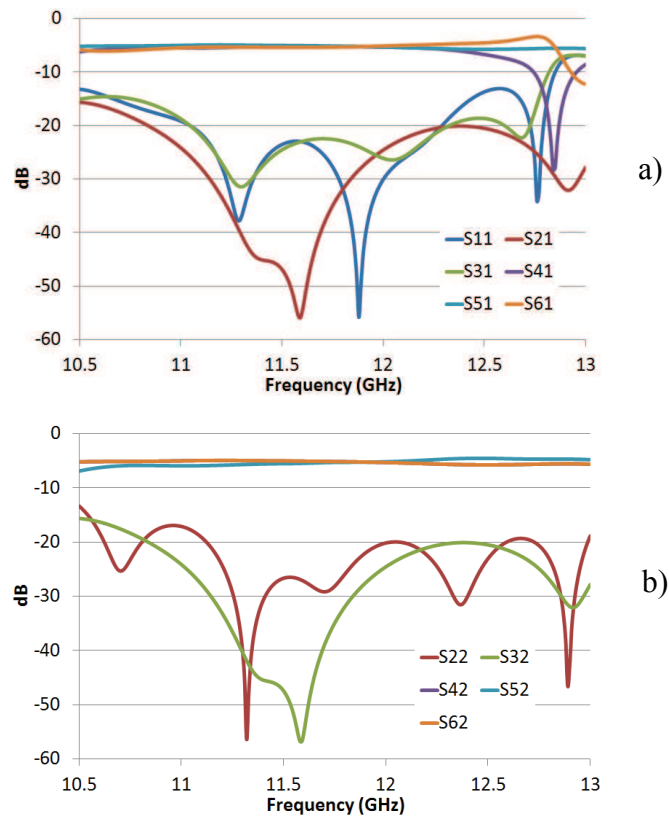 0
-10
-20
-30
-40
-50
-60
dB
10.5 11 11.5 12 12.5 13
Frequency (GHz)
S11 S21
S31 S41
S51 S61
a)
0
-10
-20
-30
-40
-50
-60
dB
10.5 11 11.5 12 12.5 13
Frequency (GHz)
S22 S32
S42 S52
S62
b)